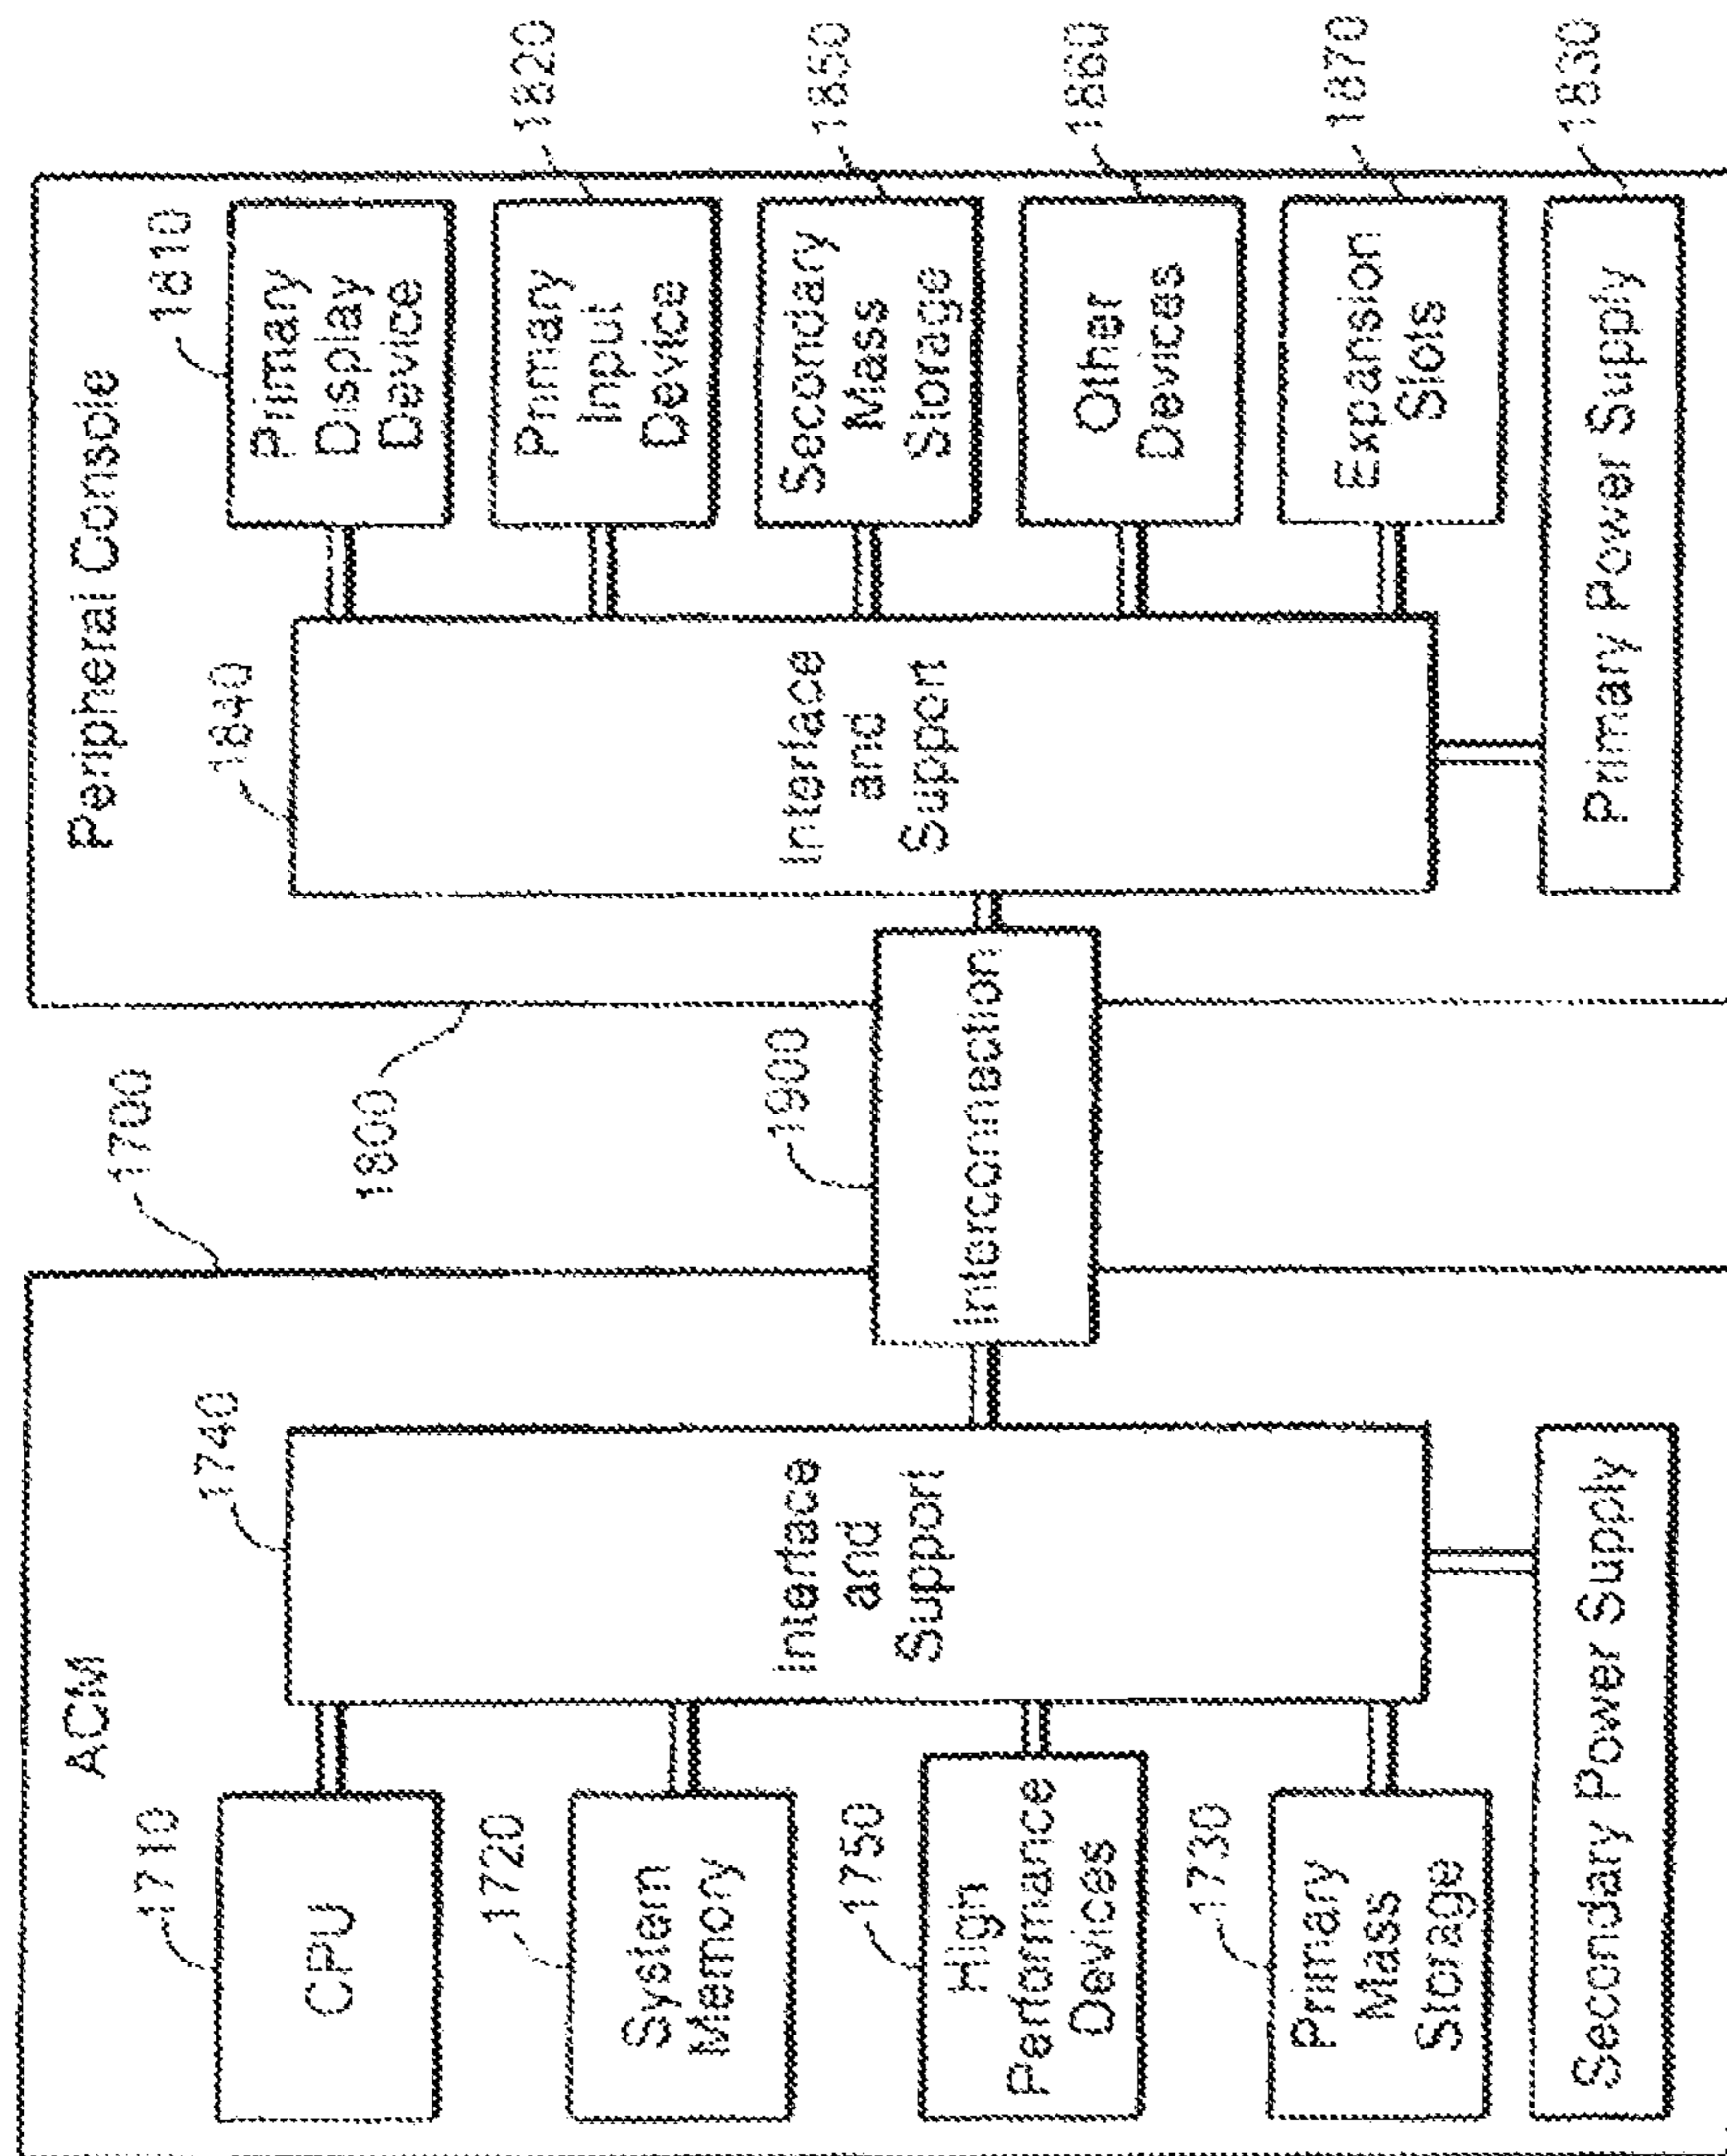 ACM
1700
1710
CPU
1720
System
Memory
1750
High
Performance
Devices
1730
Primary
Mass
Storage
1740
Interface
and
Support
Secondary Power Supply
1900
Interconnection
Peripheral Console
1800
1840
Interface
and
Support
1810
Primary
Display
Device
Primary
Input
Device
1820
Secondary
Mass
Storage
1850
Other
Devices
1860
Expansion
Slots
1870
Primary Power Supply
1830